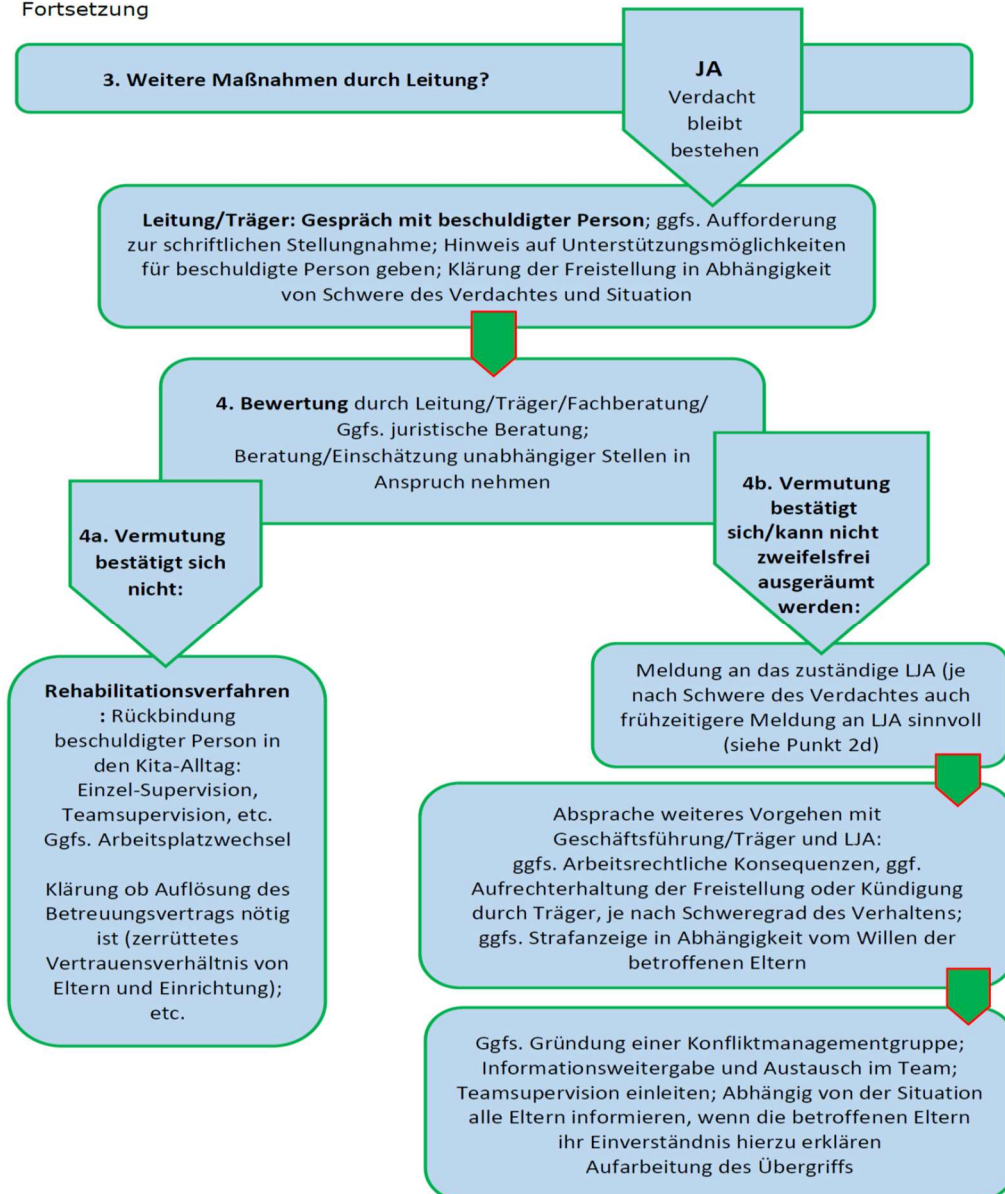 Fortsetzung
3. Weitere Maßnahmen durch Leitung?
JA
Verdacht
bleibt
bestehen
Leitung/Träger: Gespräch mit beschuldigter Person; ggfs. Aufforderung
zur schriftlichen Stellungnahme; Hinweis auf Unterstützungsmöglichkeiten
für beschuldigte Person geben; Klärung der Freistellung in Abhängigkeit
von Schwere des Verdachtes und Situation
4. Bewertung durch Leitung/Träger/Fachberatung/
Ggfs. juristische Beratung;
Beratung/Einschätzung unabhängiger Stellen in
Anspruch nehmen
4a. Vermutung
bestätigt sich
nicht:
Rehabilitationsverfahren
: Rückbindung
beschuldigter Person in
den Kita-Alltag:
Einzel-Supervision,
Teamsupervision, etc.
Ggfs. Arbeitsplatzwechsel
Klärung ob Auflösung des
Betreuungsvertrags nötig
ist (zerrüttetes
Vertrauensverhältnis von
Eltern und Einrichtung);
etc.
4b. Vermutung
bestätigt
sich/kann nicht
zweifelsfrei
ausgeräumt
werden:
Meldung an das zuständige LJA (je
nach Schwere des Verdachtes auch
frühzeitigere Meldung an LJA sinnvoll
(siehe Punkt 2d)
Absprache weiteres Vorgehen mit
Geschäftsführung/Träger und LJA:
ggfs. Arbeitsrechtliche Konsequenzen, ggf.
Aufrechterhaltung der Freistellung oder Kündigung
durch Träger, je nach Schweregrad des Verhaltens;
ggfs. Strafanzeige in Abhängigkeit vom Willen der
betroffenen Eltern
Ggfs. Gründung einer Konfliktmanagementgruppe;
Informationsweitergabe und Austausch im Team;
Teamsupervision einleiten; Abhängig von der Situation
alle Eltern informieren, wenn die betroffenen Eltern
ihr Einverständnis hierzu erklären
Aufarbeitung des Übergriffs